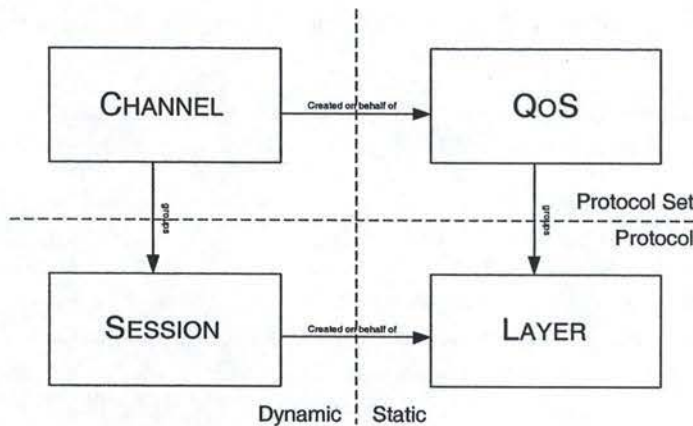 CHANNEL
Created on behalf of
QOS
groups
groups
Protocol Set
Protocol
SESSION
Created on behalf of
LAYER
Dynamic
Static